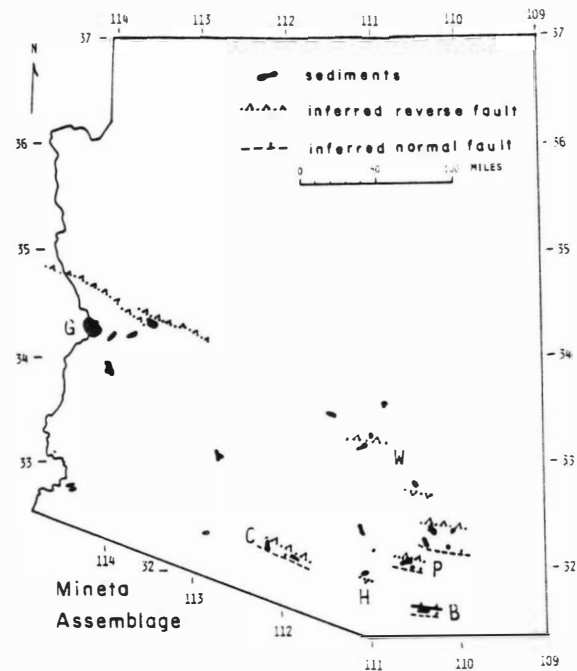 114 113 112 111 110 109
37 37
N
sediments
inferred reverse fault
36 36
inferred normal fault
0 50 100 MILES
35 35
G
34 34
W
33 33
C
P
32 32
114
H
B
113
Mineta
Assemblage
112
111 110